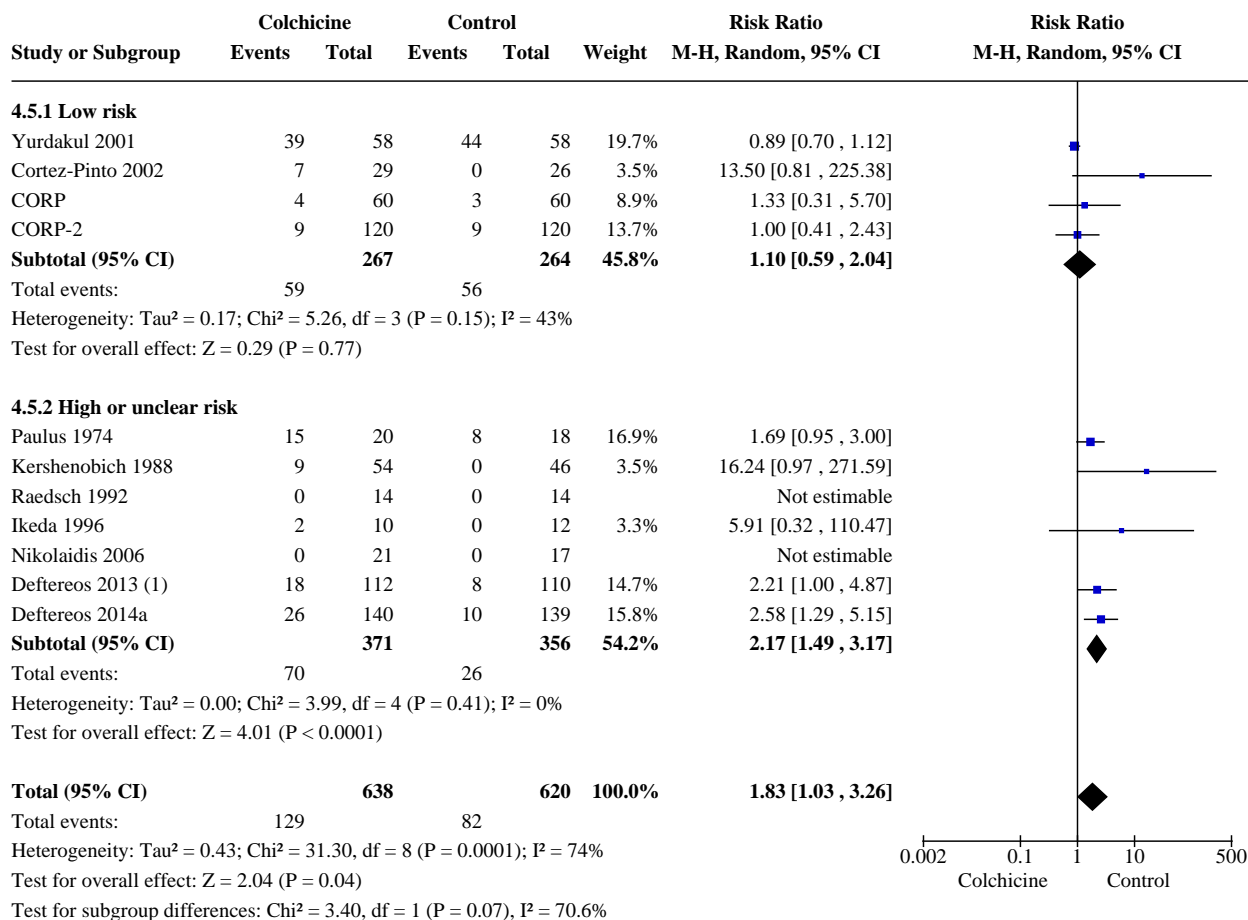 Colchicine Control Risk Ratio Risk Ratio
Study or Subgroup Events Total Events Total Weight M-H, Random, 95% CI M-H, Random, 95% CI
4.5.1 Low risk
Yurdakul 2001 39 58 44 58 19.7% 0.89 [0.70 , 1.12]
Cortez-Pinto 2002 7 29 0 26 3.5% 13.50 [0.81 , 225.38]
CORP 4 60 3 60 8.9% 1.33 [0.31 , 5.70]
CORP-2 9 120 9 120 13.7% 1.00 [0.41 , 2.43]
Subtotal (95% CI) 267 264 45.8% 1.10 [0.59 , 2.04]
Total events: 59 56
Heterogeneity: Tau² = 0.17; Chi² = 5.26, df = 3 (P = 0.15); I² = 43%
Test for overall effect: Z = 0.29 (P = 0.77)
4.5.2 High or unclear risk
Paulus 1974 15 20 8 18 16.9% 1.69 [0.95 , 3.00]
Kershenobich 1988 9 54 0 46 3.5% 16.24 [0.97 , 271.59]
Raedsch 1992 0 14 0 14 Not estimable
Ikeda 1996 2 10 0 12 3.3% 5.91 [0.32 , 110.47]
Nikolaidis 2006 0 21 0 17 Not estimable
Deftereos 2013 (1) 18 112 8 110 14.7% 2.21 [1.00 , 4.87]
Deftereos 2014a 26 140 10 139 15.8% 2.58 [1.29 , 5.15]
Subtotal (95% CI) 371 356 54.2% 2.17 [1.49 , 3.17]
Total events: 70 26
Heterogeneity: Tau² = 0.00; Chi² = 3.99, df = 4 (P = 0.41); I² = 0%
Test for overall effect: Z = 4.01 (P < 0.0001)
Total (95% CI) 638 620 100.0% 1.83 [1.03 , 3.26]
Total events: 129 82
Heterogeneity: Tau² = 0.43; Chi² = 31.30, df = 8 (P = 0.0001); I² = 74%
0.002 0.1 1 10 500
Test for overall effect: Z = 2.04 (P = 0.04)
Colchicine Control
Test for subgroup differences: Chi² = 3.40, df = 1 (P = 0.07), I² = 70.6%